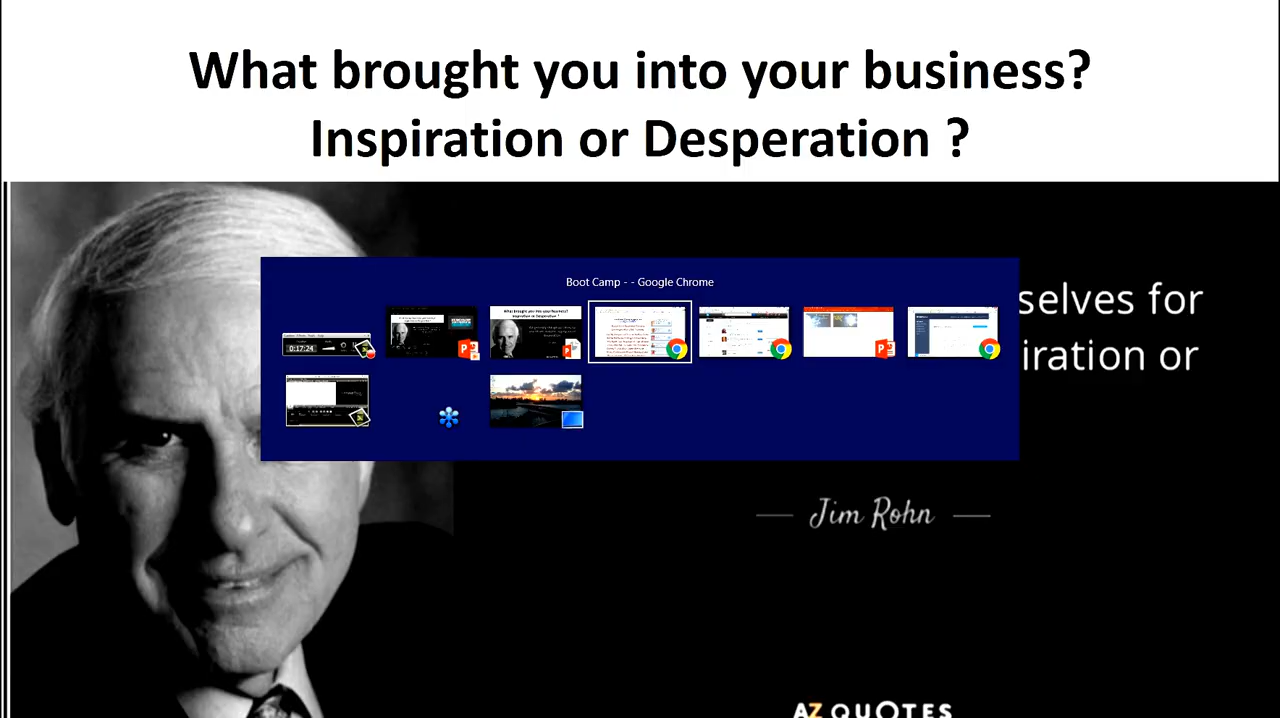 What brought you into your business?
Inspiration or Desperation ?
Boot Camp - - Google Chrome
selves for
iration or
0:17:24
Jim Rohn
AZ QUOTES